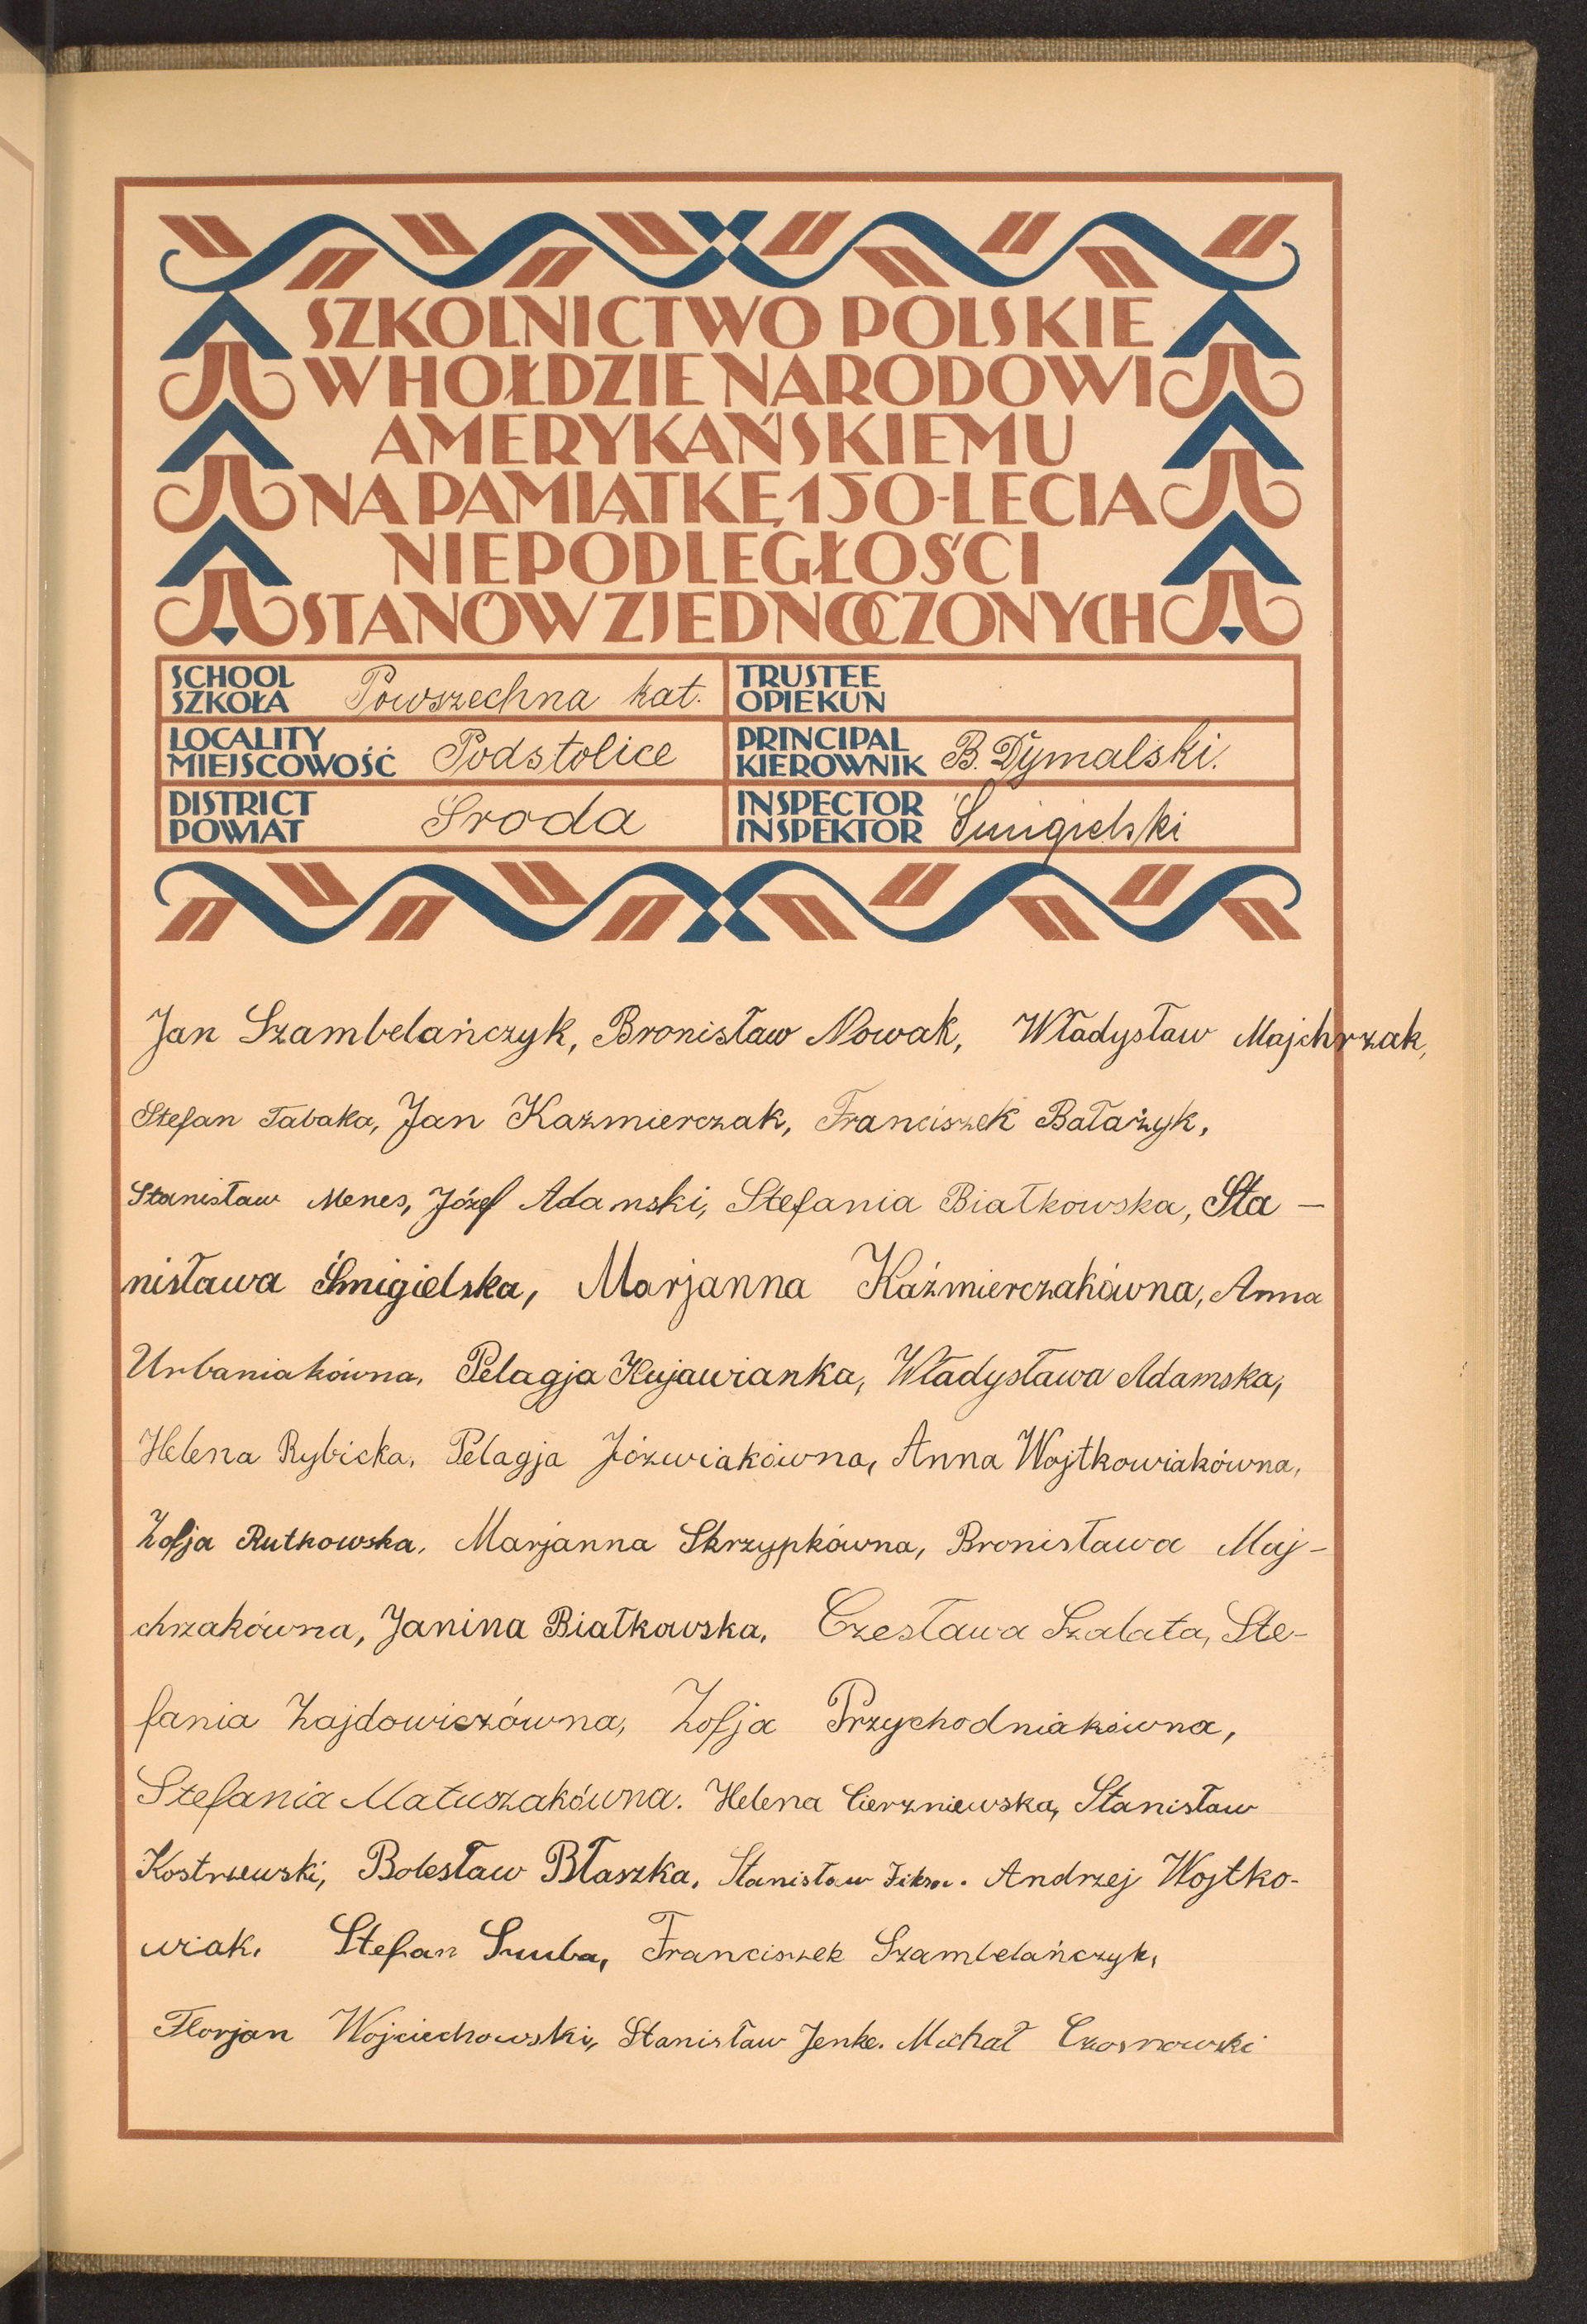 SZKOLNICTWO POLSKIE
W HOŁDZIE NARODOWI
AMERYKAŃSKIEMU
NA PAMIĄTKĘ 150-LECIA
NIEPODLEGŁOŚCI
STANÓW ZJEDNOCZONYCH
SCHOOL
SZKOŁA
Powszechna kat.
TRUSTEE
OPIEKUN
LOCALITY
MIEJSCOWOŚĆ
Podstolice
PRINCIPAL
KIEROWNIK
B. Dymalski.
DISTRICT
POWIAT
Środa
INSPECTOR
INSPEKTOR
Śmigielski
Jan Szambelańczyk, Bronisław Nowak, Władysław Majchrzak,
Stefan Tabaka, Jan Kaźmierczak, Franciszek Bałażyk,
Stanisław Menes, Józef Adamski, Stefania Białkowska, Sta-
nisława Śmigielska, Marjanna Kaźmierczakówna, Anna
Urbaniakówna, Pelagja Kujawianka, Władysława Adamska,
Helena Rybicka, Pelagja Józwiakówna, Anna Wojtkowiakówna,
Zofja Rutkowska, Marjanna Skrzypkówna, Bronisława Maj-
chrzakówna, Janina Białkowska, Czesława Szalata, Ste-
fania Zajdowiczówna, Zofja Przychodniakówna,
Stefania Matuszakówna. Helena Cierzniewska, Stanisław
Kostrzewski, Bolesław Błaszka, Stanisław Andrzej Wojtko-
wiak, Stefan Franciszek Szambelańczyk,
Florjan Wojciechowski, Stanisław Jenke. Michał Czosnowski